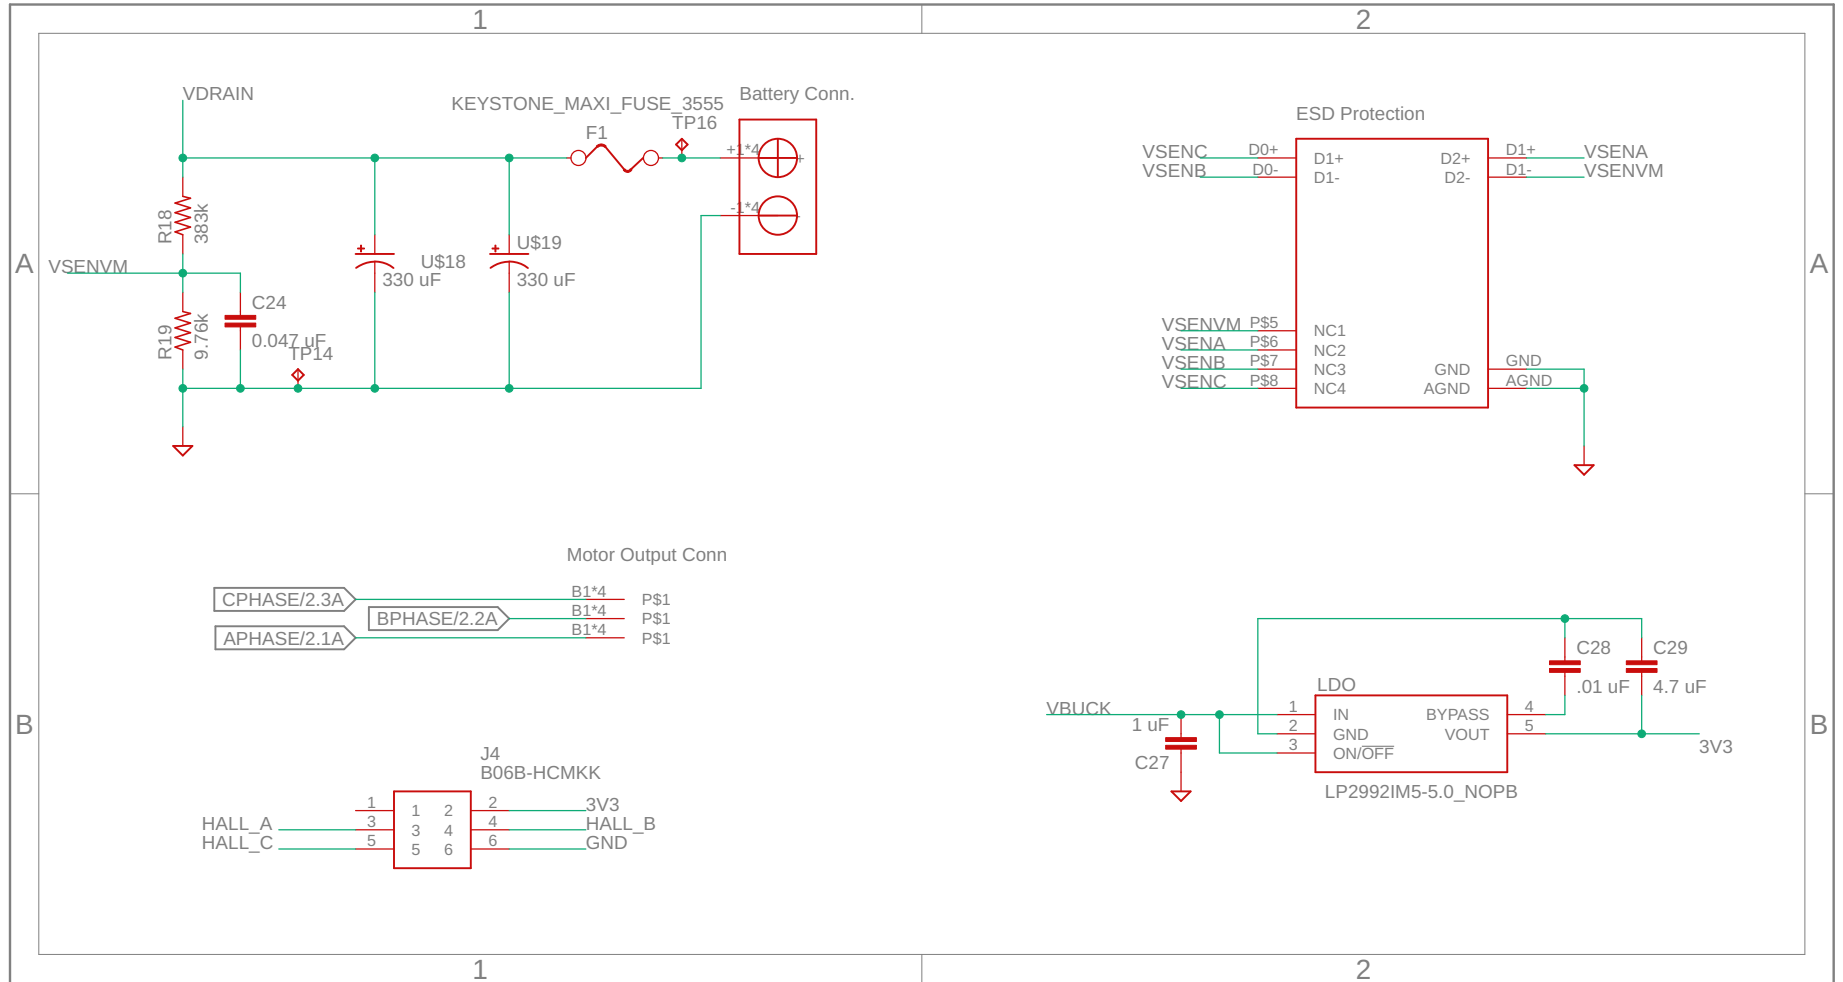 1
2
A
VDRAIN
KEYSTONE_MAXI_FUSE_3555
F1
TP16
Battery Conn.
+1*4
+
-1*4
-
R18
383k
VSENVM
U$18
330 uF
U$19
330 uF
C24
0.047 uF
R19
9.76k
TP14
ESD Protection
VSENC
D0+
D1+
D2+
D1+
VSENA
VSENB
D0-
D1-
D2-
D1-
VSENVM
VSENVM
P$5
NC1
VSENA
P$6
NC2
VSENB
P$7
NC3
GND
GND
VSENC
P$8
NC4
AGND
AGND
A
B
Motor Output Conn
CPHASE/2.3A
B1*4
P$1
BPHASE/2.2A
B1*4
P$1
APHASE/2.1A
B1*4
P$1
J4
B06B-HCMKK
1
1
2
2
3V3
HALL_A
3
3
4
4
HALL_B
HALL_C
5
5
6
6
GND
C28
.01 uF
C29
4.7 uF
LDO
VBUCK
1 uF
C27
1
IN
BYPASS
4
2
GND
VOUT
5
3
ON/OFF
3V3
LP2992IM5-5.0_NOPB
B
1
2